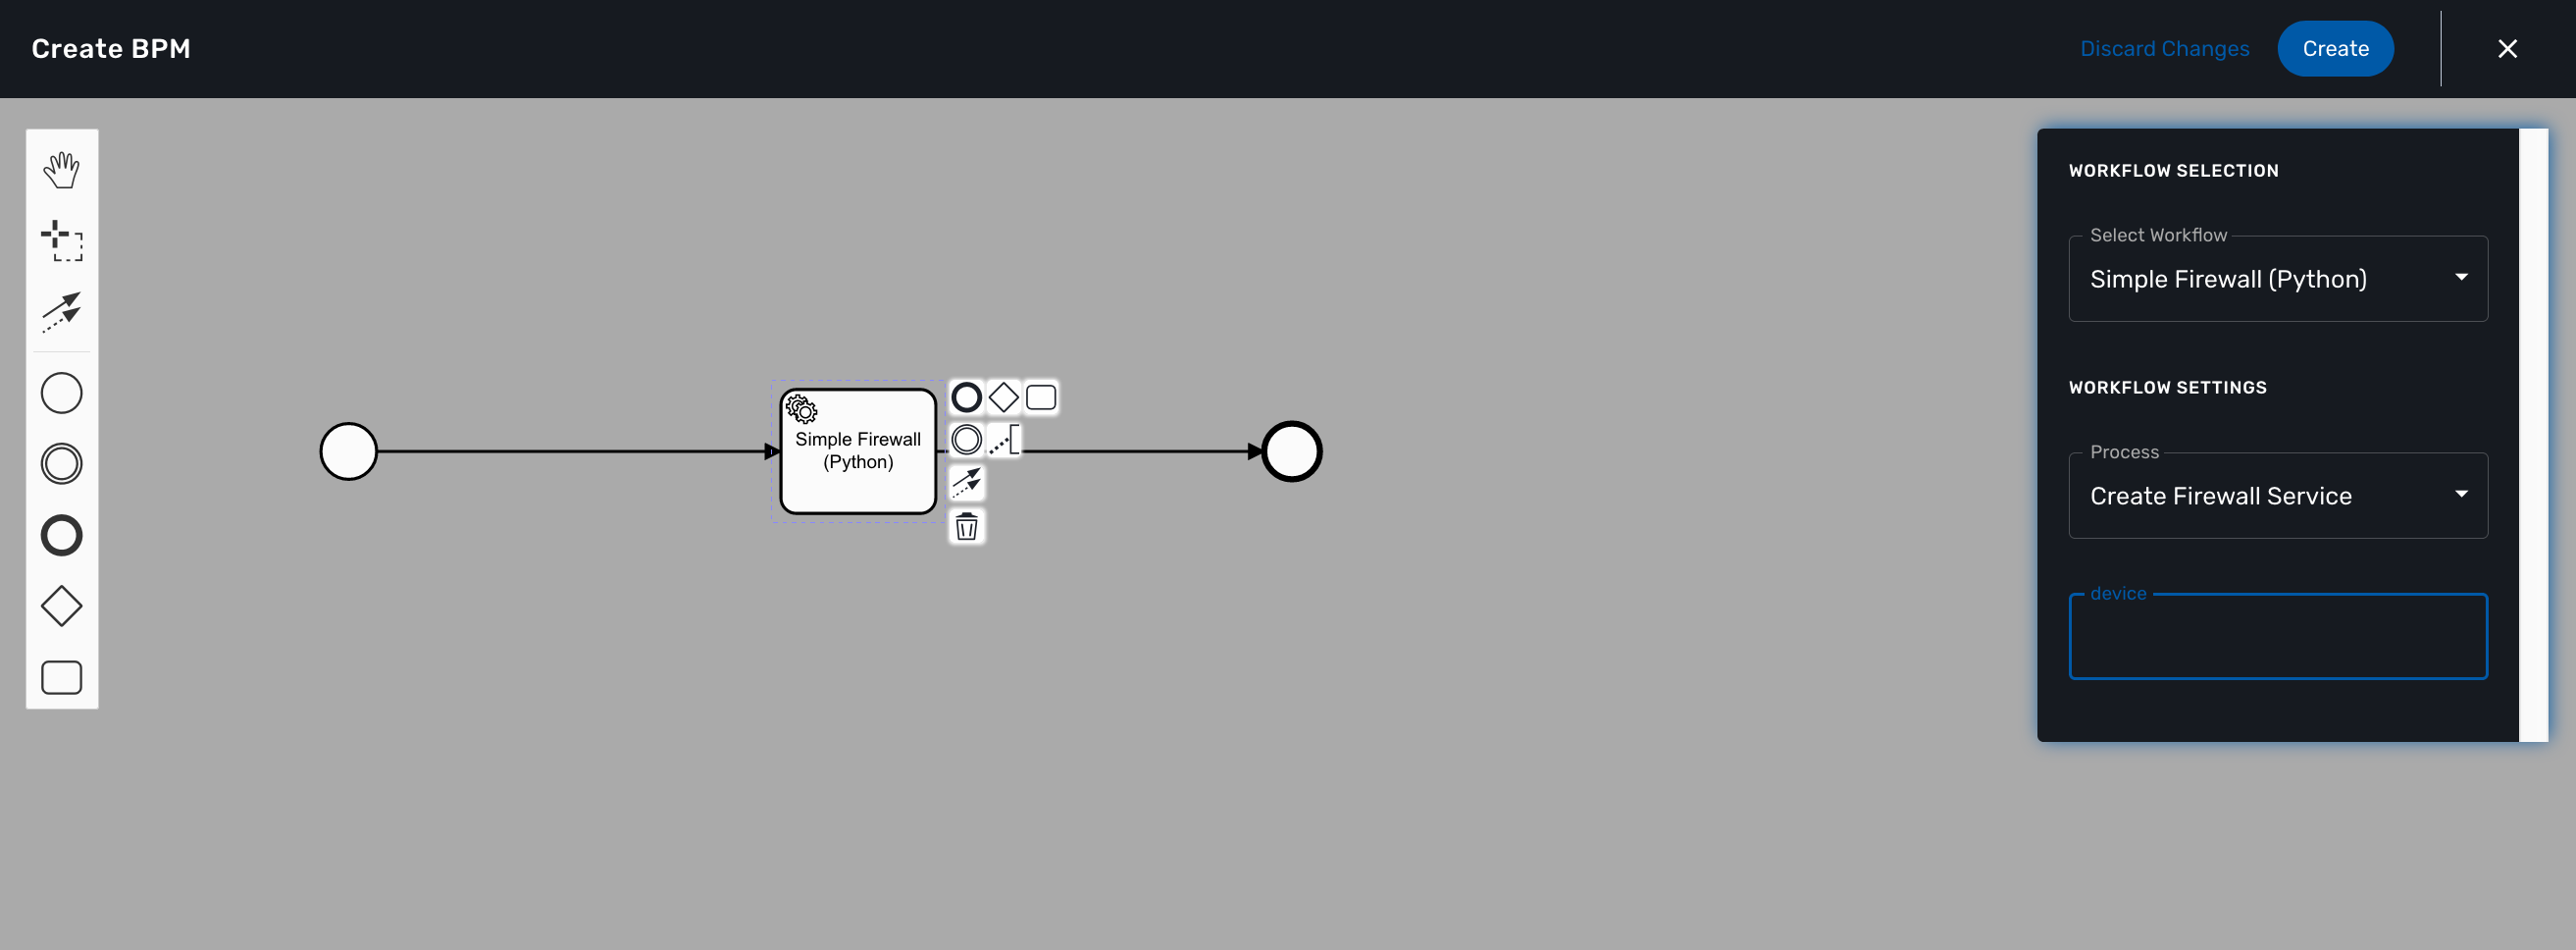 Create BPM
Discard Changes
Create
WORKFLOW SELECTION
Select Workflow
Simple Firewall (Python)
WORKFLOW SETTINGS
Process
Create Firewall Service
device
Simple Firewall
(Python)